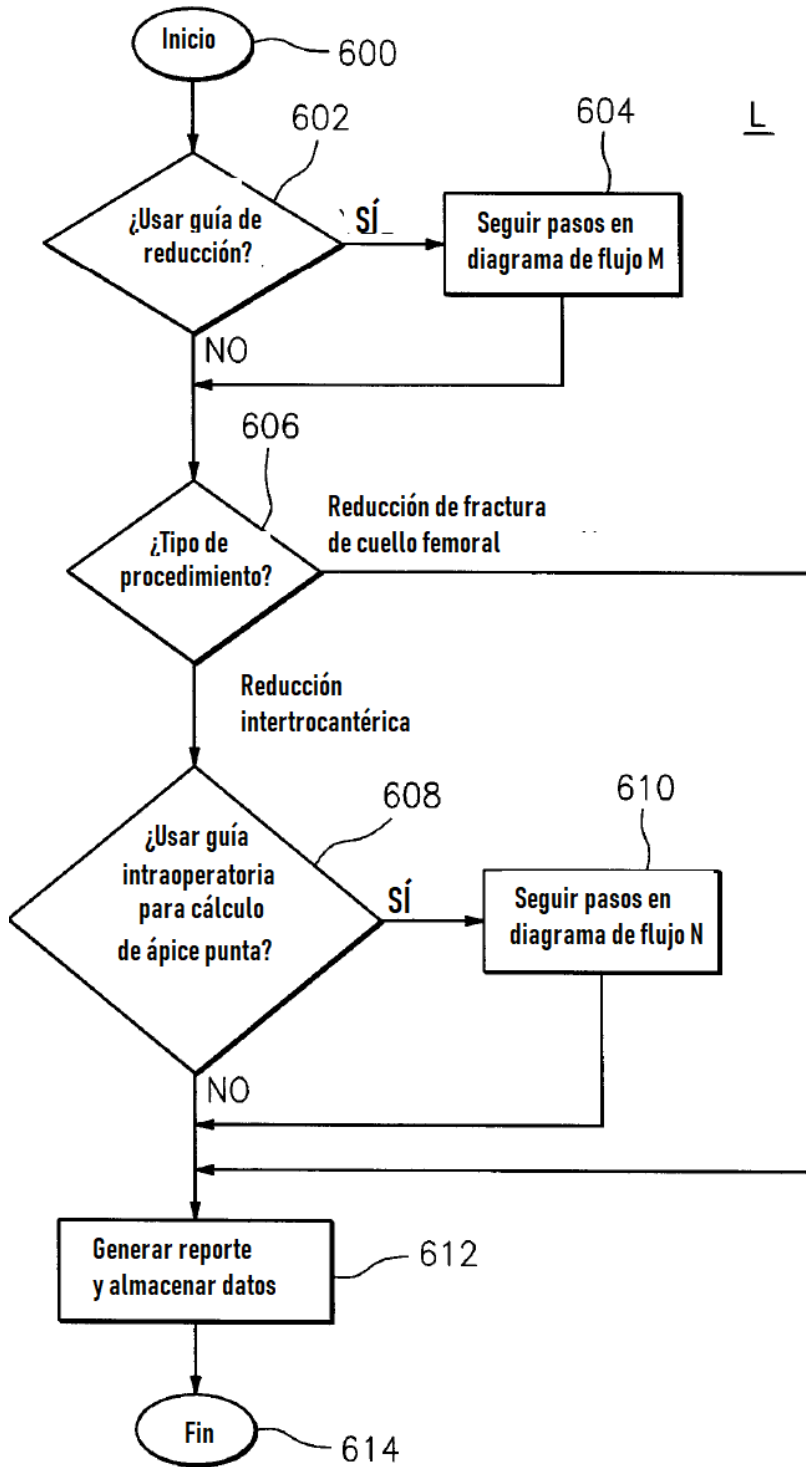 Inicio
600
602
604
L
¿Usar guía de
reducción?
SÍ
Seguir pasos en
diagrama de flujo M
NO
606
¿Tipo de
procedimiento?
Reducción de fractura
de cuello femoral
Reducción
intertrocantérica
608
610
¿Usar guía
intraoperatoria
para cálculo
de ápice punta?
SÍ
Seguir pasos en
diagrama de flujo N
NO
Generar reporte
y almacenar datos
612
Fin
614